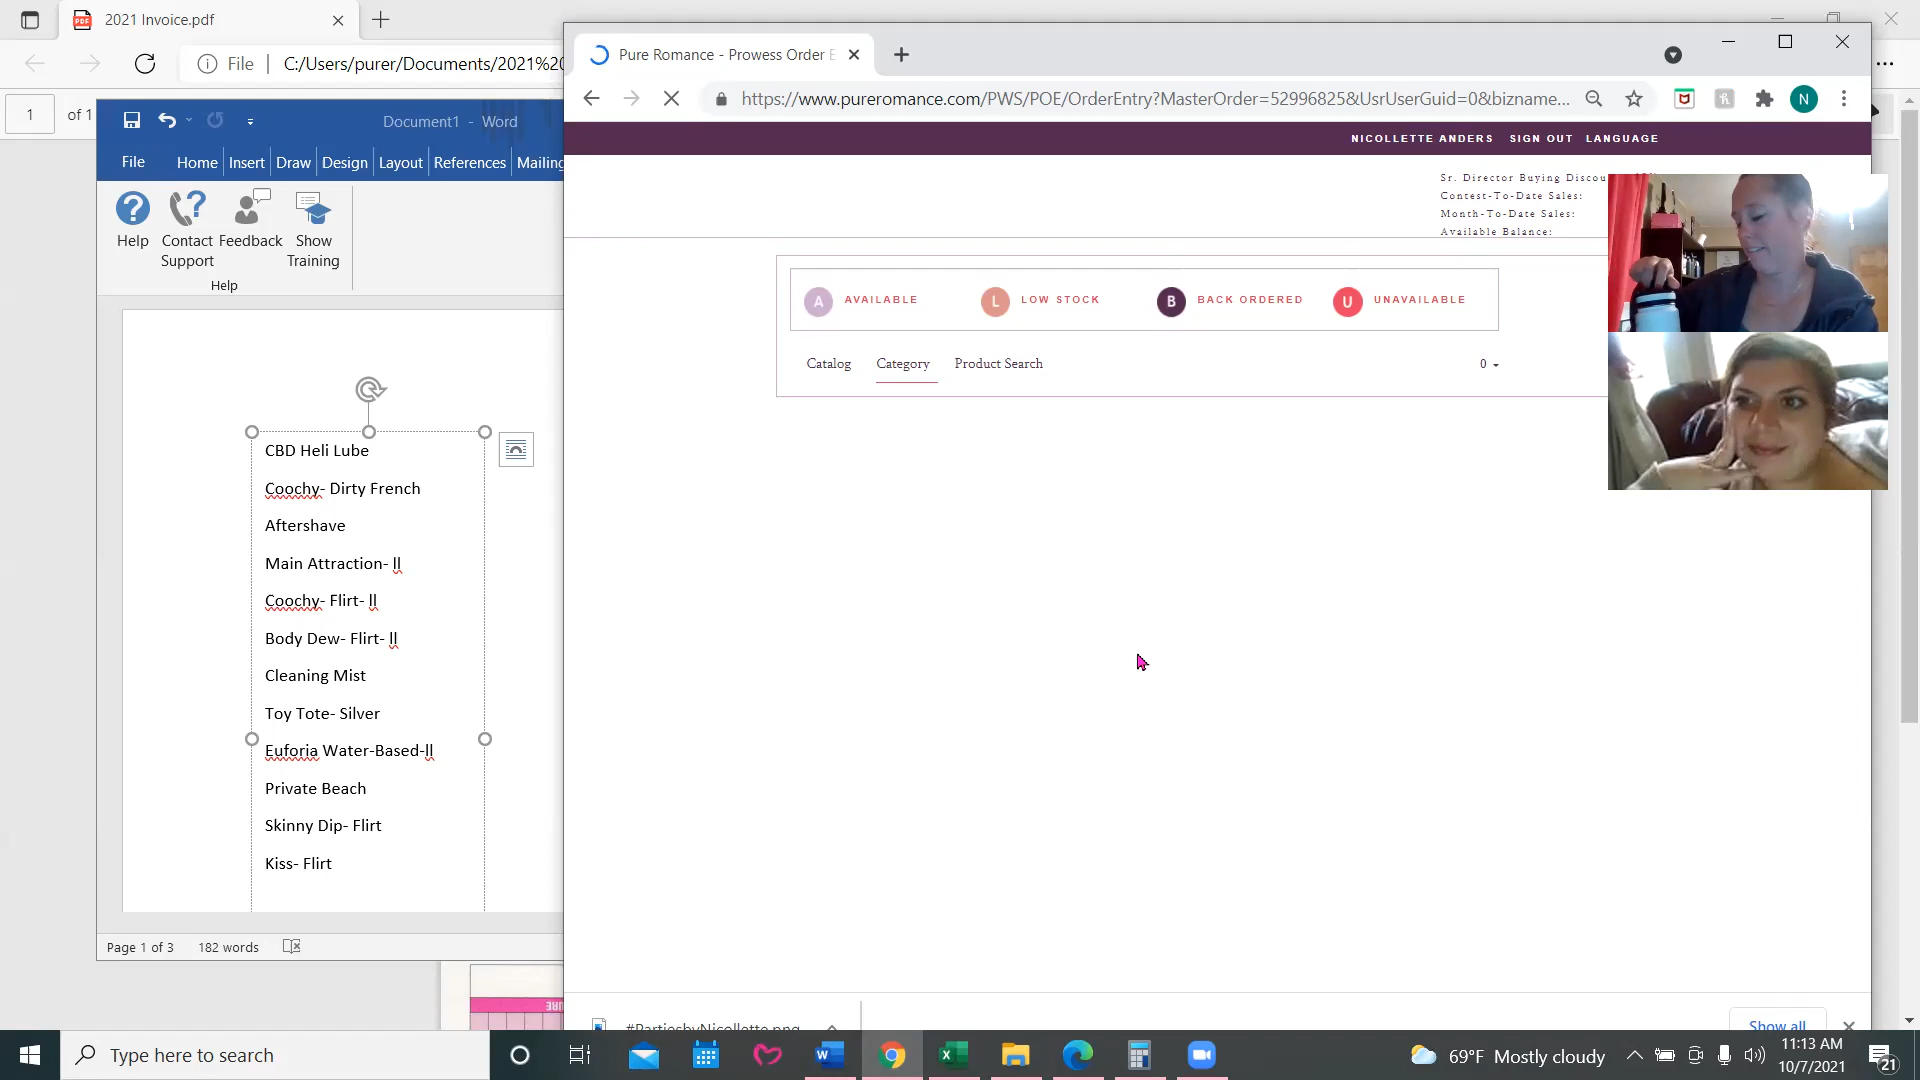 2021 Invoice.pdf
File
C:/Users/purer/Documents/2021%20
1
of 1
Document1 - Word
File
Home
Insert
Draw
Design
Layout
References
Mailing
Help
Contact
Support
Feedback
Show
Training
Help
CBD Heli Lube
Coochy- Dirty French
Aftershave
Main Attraction- ll
Coochy- Flirt- ll
Body Dew- Flirt- ll
Cleaning Mist
Toy Tote- Silver
Euforia Water-Based-ll
Private Beach
Skinny Dip- Flirt
Kiss- Flirt
Page 1 of 3
182 words
Pure Romance - Prowess Order E
https://www.pureromance.com/PWS/POE/OrderEntry?MasterOrder=52996825&UsrUserGuid=0&bizname...
N
NICOLLETTE ANDERS
SIGN OUT
LANGUAGE
Sr. Director Buying Discou
Contest-To-Date Sales:
Month-To-Date Sales:
Available Balance:
A AVAILABLE
L LOW STOCK
B BACK ORDERED
U UNAVAILABLE
Catalog
Category
Product Search
0
#PartiesbyNicollette.png
Show all
Type here to search
69°F Mostly cloudy
11:13 AM
10/7/2021
21